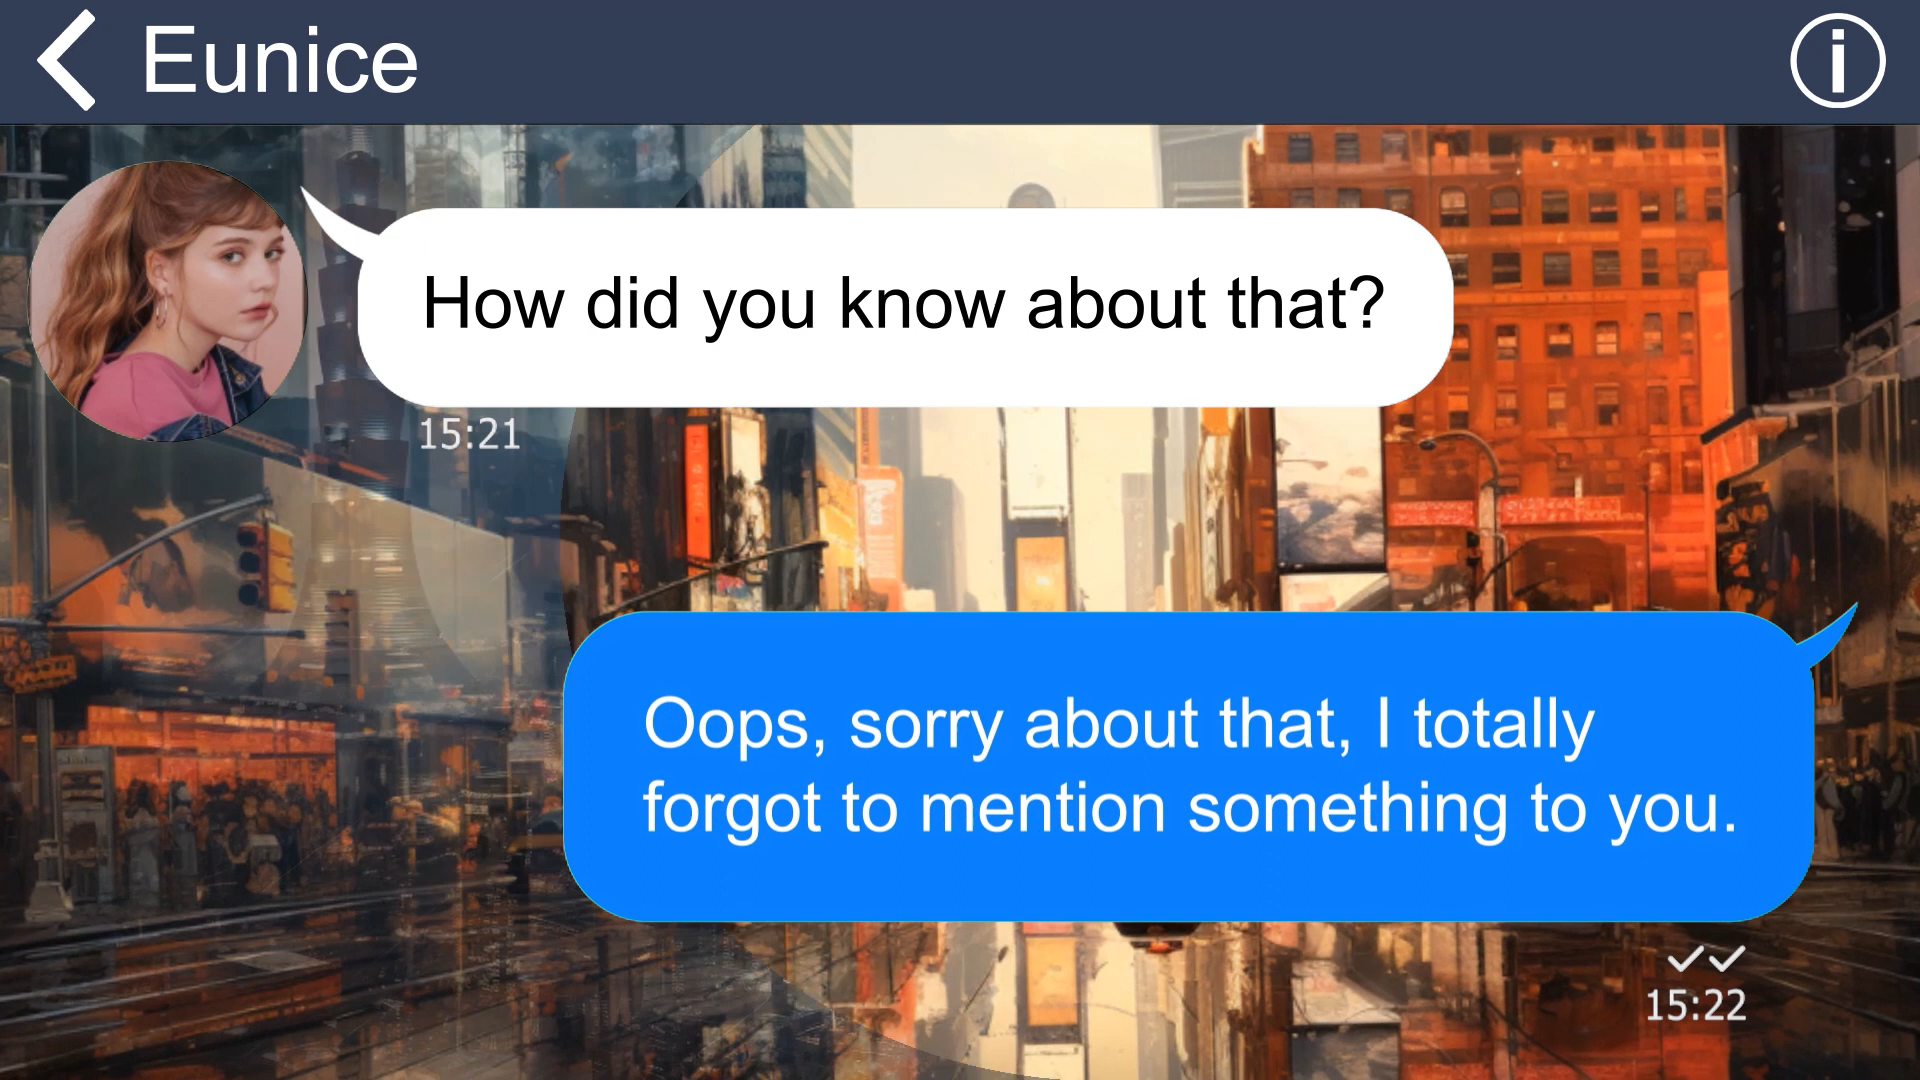 Eunice
How did you know about that?
15:21
Oops, sorry about that, I totally
forgot to mention something to you.
15:22